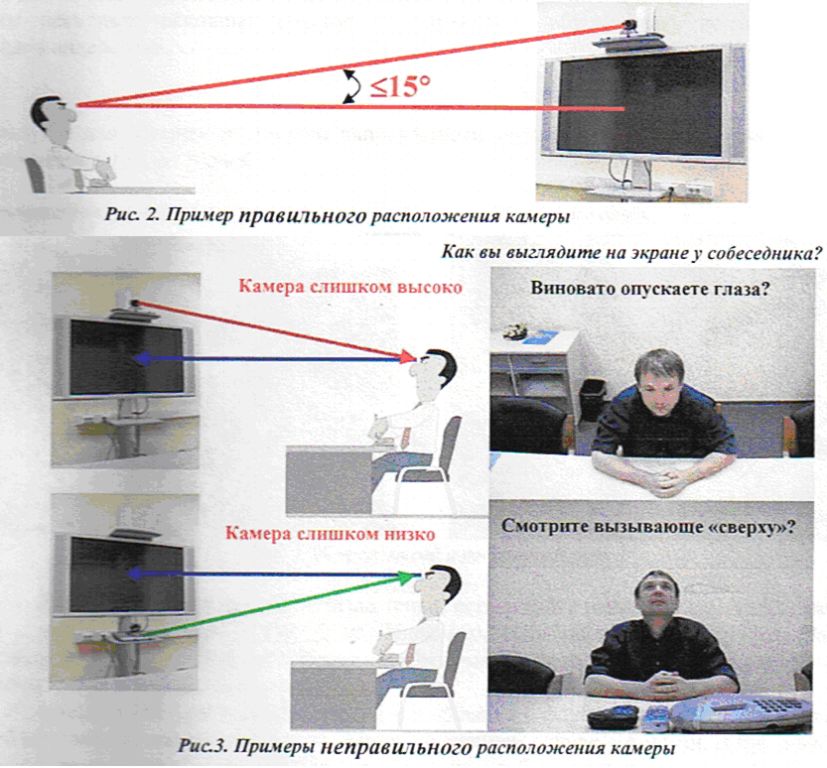 ≤15°
Рис. 2. Пример правильного расположения камеры
Как вы выглядите на экране у собеседника?
Камера слишком высоко
Виновато опускаете глаза?
Камера слишком низко
Смотрите вызывающе «сверху»?
Рис.3. Примеры неправильного расположения камеры